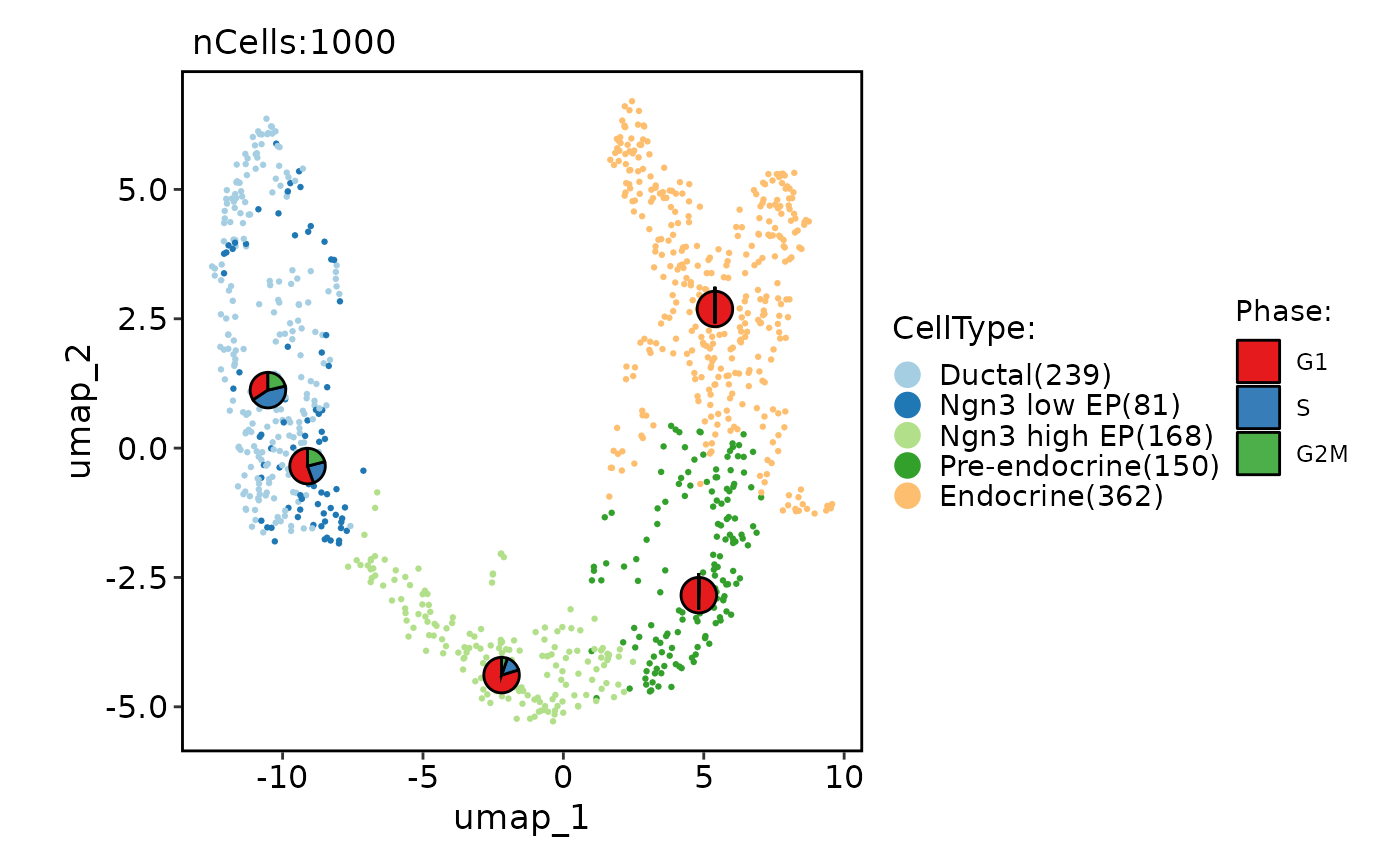 nCells:1000
umap_2
5.0
2.5
0.0
-2.5
-5.0
-10
-5
0
5
10
umap_1
CellType:
Ductal(239)
Ngn3 low EP(81)
Ngn3 high EP(168)
Pre-endocrine(150)
Endocrine(362)
Phase:
G1
S
G2M